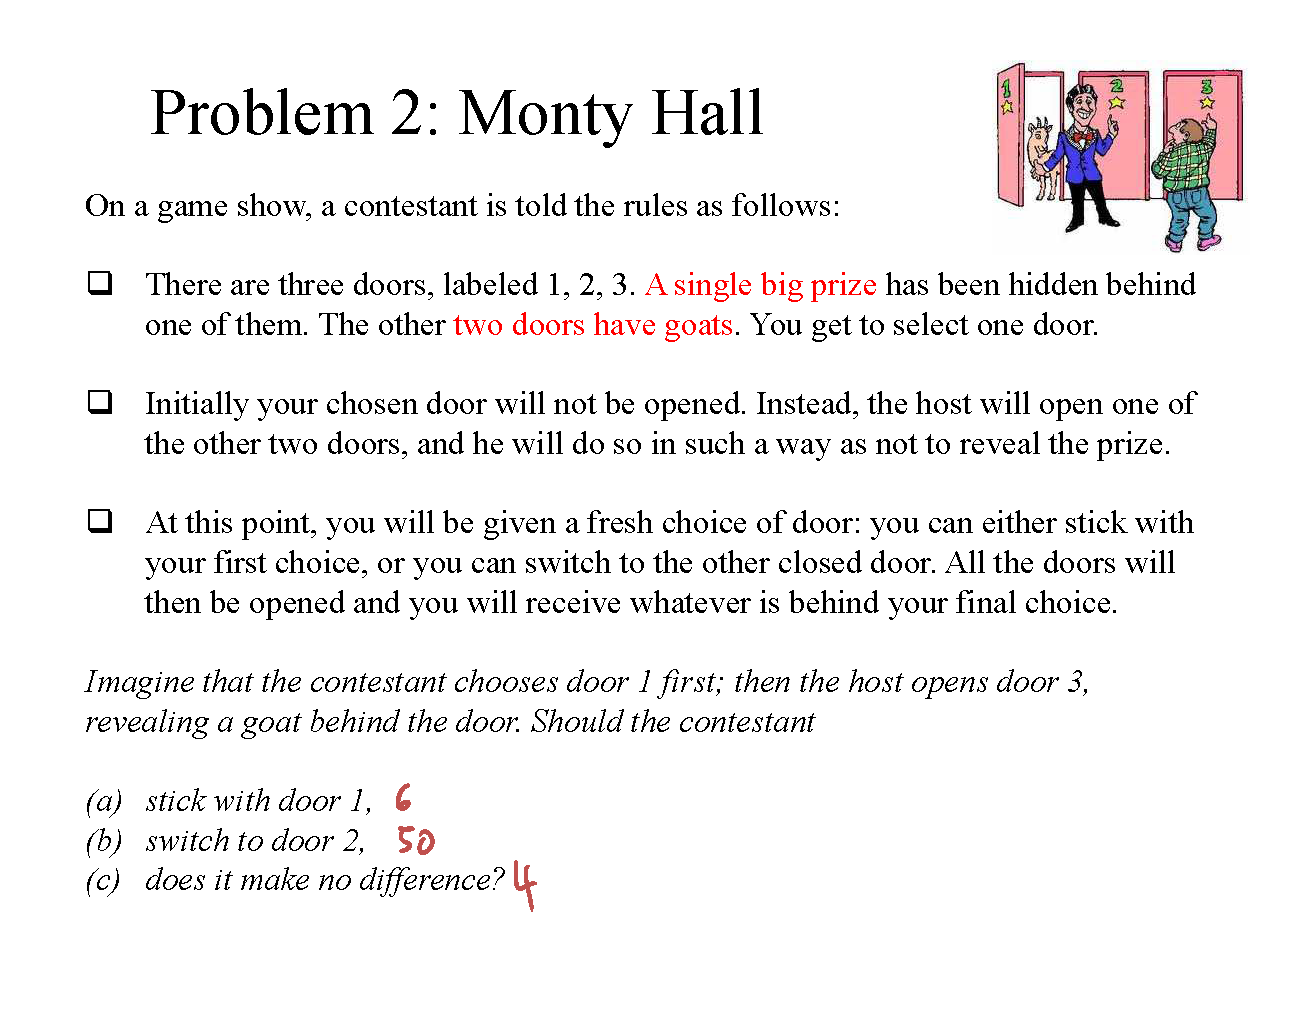 Problem 2: Monty Hall
1
2
3
On a game show, a contestant is told the rules as follows:
❑ There are three doors, labeled 1, 2, 3. A single big prize has been hidden behind
one of them. The other two doors have goats. You get to select one door.
❑ Initially your chosen door will not be opened. Instead, the host will open one of
the other two doors, and he will do so in such a way as not to reveal the prize.
❑ At this point, you will be given a fresh choice of door: you can either stick with
your first choice, or you can switch to the other closed door. All the doors will
then be opened and you will receive whatever is behind your final choice.
Imagine that the contestant chooses door 1 first; then the host opens door 3,
revealing a goat behind the door. Should the contestant
(a) stick with door 1, 6
(b) switch to door 2, 50
(c) does it make no difference? 4